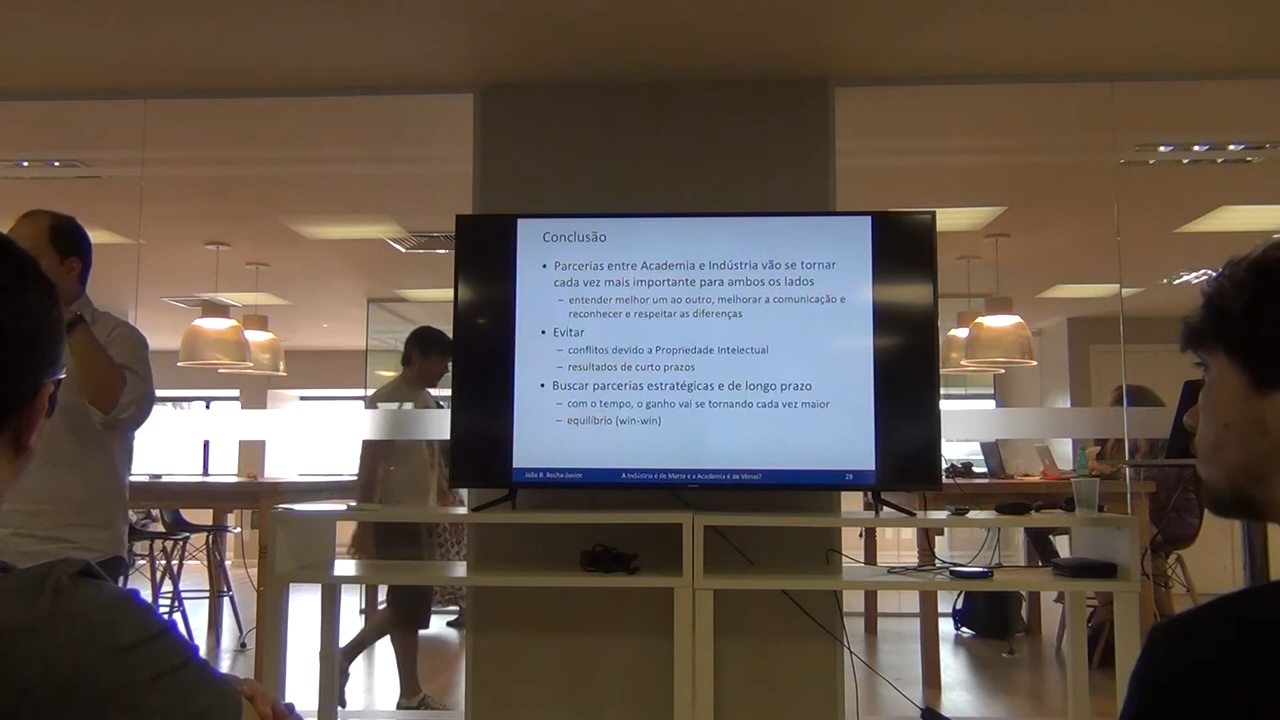 Conclusão
• Parcerias entre Academia e Indústria vão se tornar
cada vez mais importante para ambos os lados
– entender melhor um ao outro, melhorar a comunicação e
reconhecer e respeitar as diferenças
• Evitar
– conflitos devido a Propriedade Intelectual
– resultados de curto prazos
• Buscar parcerias estratégicas e de longo prazo
– com o tempo, o ganho vai se tornando cada vez maior
– equilíbrio (win-win)
João B. Rocha-Junior
A Indústria é de Marte e a Academia é de Vênus?
29